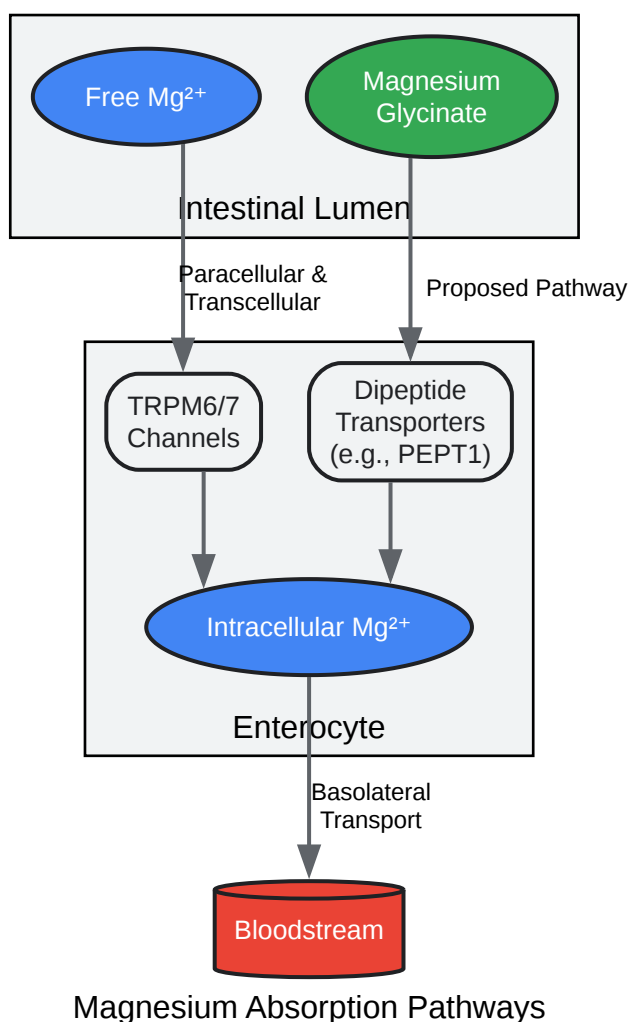 Free Mg²⁺
Magnesium
Glycinate
Intestinal Lumen
Paracellular &
Transcellular
Proposed Pathway
TRPM6/7
Channels
Dipeptide
Transporters
(e.g., PEPT1)
Intracellular Mg²⁺
Enterocyte
Basolateral
Transport
Bloodstream
Magnesium Absorption Pathways